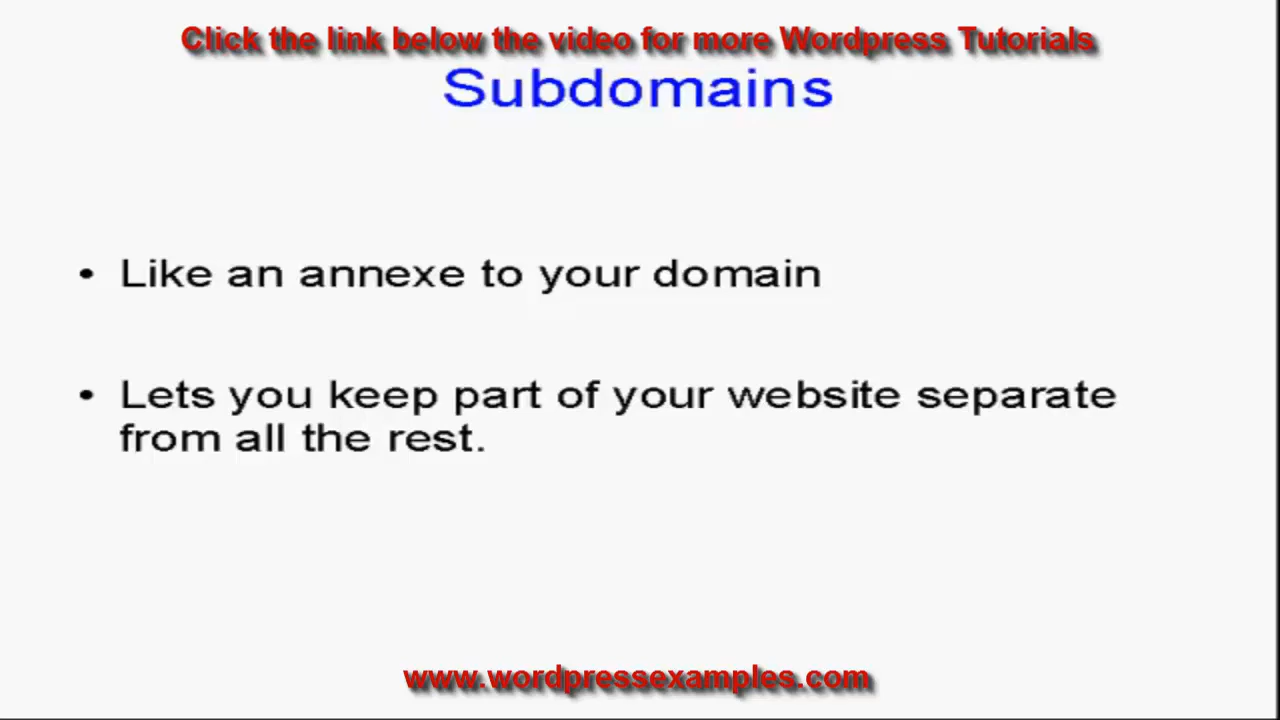 Click the link below the video for more Wordpress Tutorials
Subdomains
• Like an annexe to your domain
• Lets you keep part of your website separate
from all the rest.
www.wordpressexamples.com